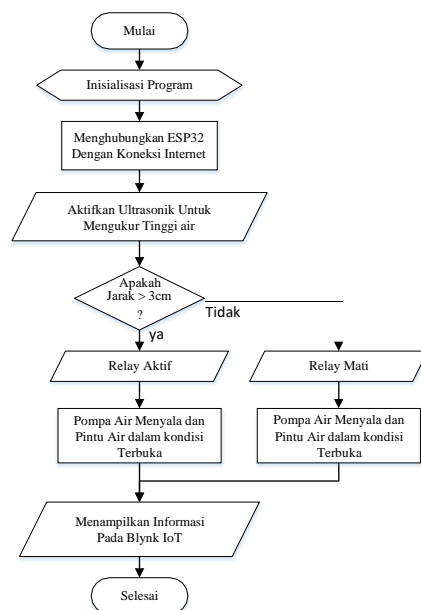 Mulai
Inisialisasi Program
Menghubungkan ESP32
Dengan Koneksi Internet
Aktifkan Ultrasonik Untuk
Mengukur Tinggi air
Apakah
Jarak > 3cm
?
Tidak
ya
Relay Aktif
Relay Mati
Pompa Air Menyala dan
Pintu Air dalam kondisi
Terbuka
Pompa Air Menyala dan
Pintu Air dalam kondisi
Terbuka
Menampilkan Informasi
Pada Blynk IoT
Selesai